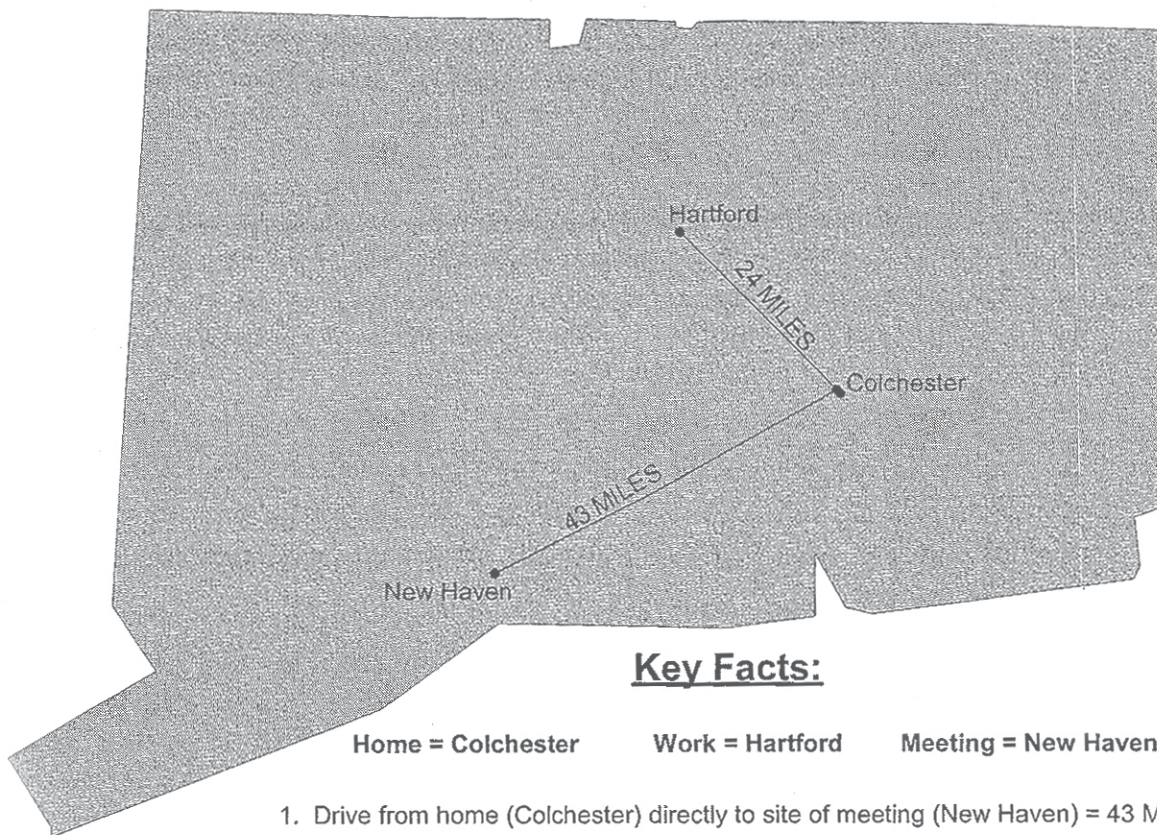 Hartford
24 MILES
Colchester
43 MILES
New Haven
Key Facts:
Home = Colchester Work = Hartford Meeting = New Haven
1. Drive from home (Colchester) directly to site of meeting (New Haven) = 43 M